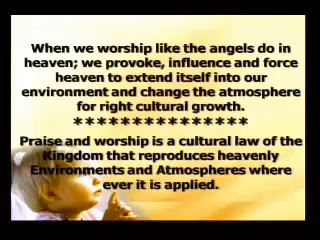 When we worship like the angels do in
heaven; we provoke, influence and force
heaven to extend itself into our
environment and change the atmosphere
for right cultural growth.
***************
Praise and worship is a cultural law of the
Kingdom that reproduces heavenly
Environments and Atmospheres where
ever it is applied.